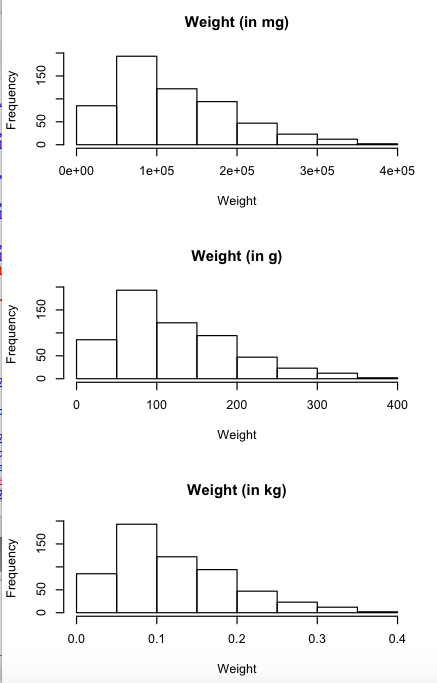 Weight (in mg)
Frequency
0 50 150
0e+00 1e+05 2e+05 3e+05 4e+05
Weight
Weight (in g)
Frequency
0 50 150
0 100 200 300 400
Weight
Weight (in kg)
Frequency
0 50 150
0.0 0.1 0.2 0.3 0.4
Weight